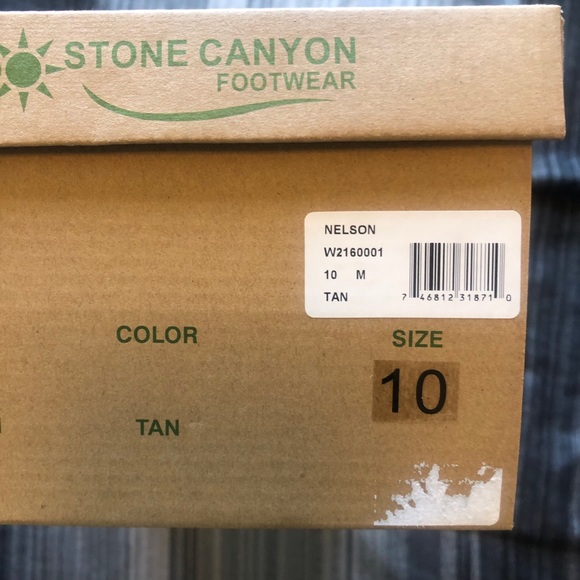 STONE CANYON
FOOTWEAR
NELSON
W2160001
10 M
TAN
7 46812 31871 0
COLOR
SIZE
10
TAN